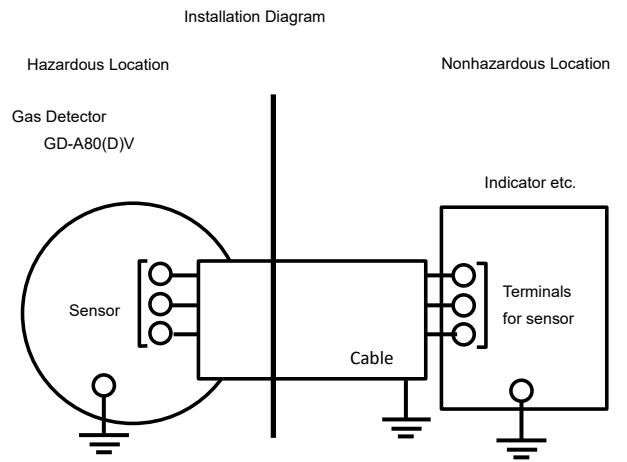 Installation Diagram
Hazardous Location
Nonhazardous Location
Gas Detector
GD-A80(D)V
Indicator etc.
Sensor
Terminals
for sensor
Cable